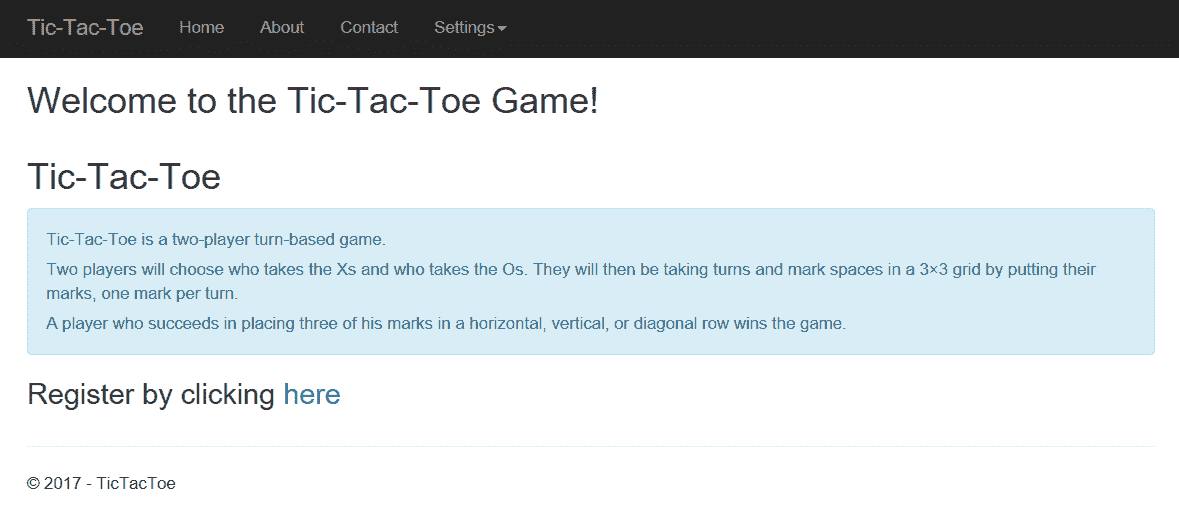 Tic-Tac-Toe Home About Contact Settings
Welcome to the Tic-Tac-Toe Game!
Tic-Tac-Toe
Tic-Tac-Toe is a two-player turn-based game.
Two players will choose who takes the Xs and who takes the Os. They will then be taking turns and mark spaces in a 3×3 grid by putting their
marks, one mark per turn.
A player who succeeds in placing three of his marks in a horizontal, vertical, or diagonal row wins the game.
Register by clicking here
© 2017 - TicTacToe